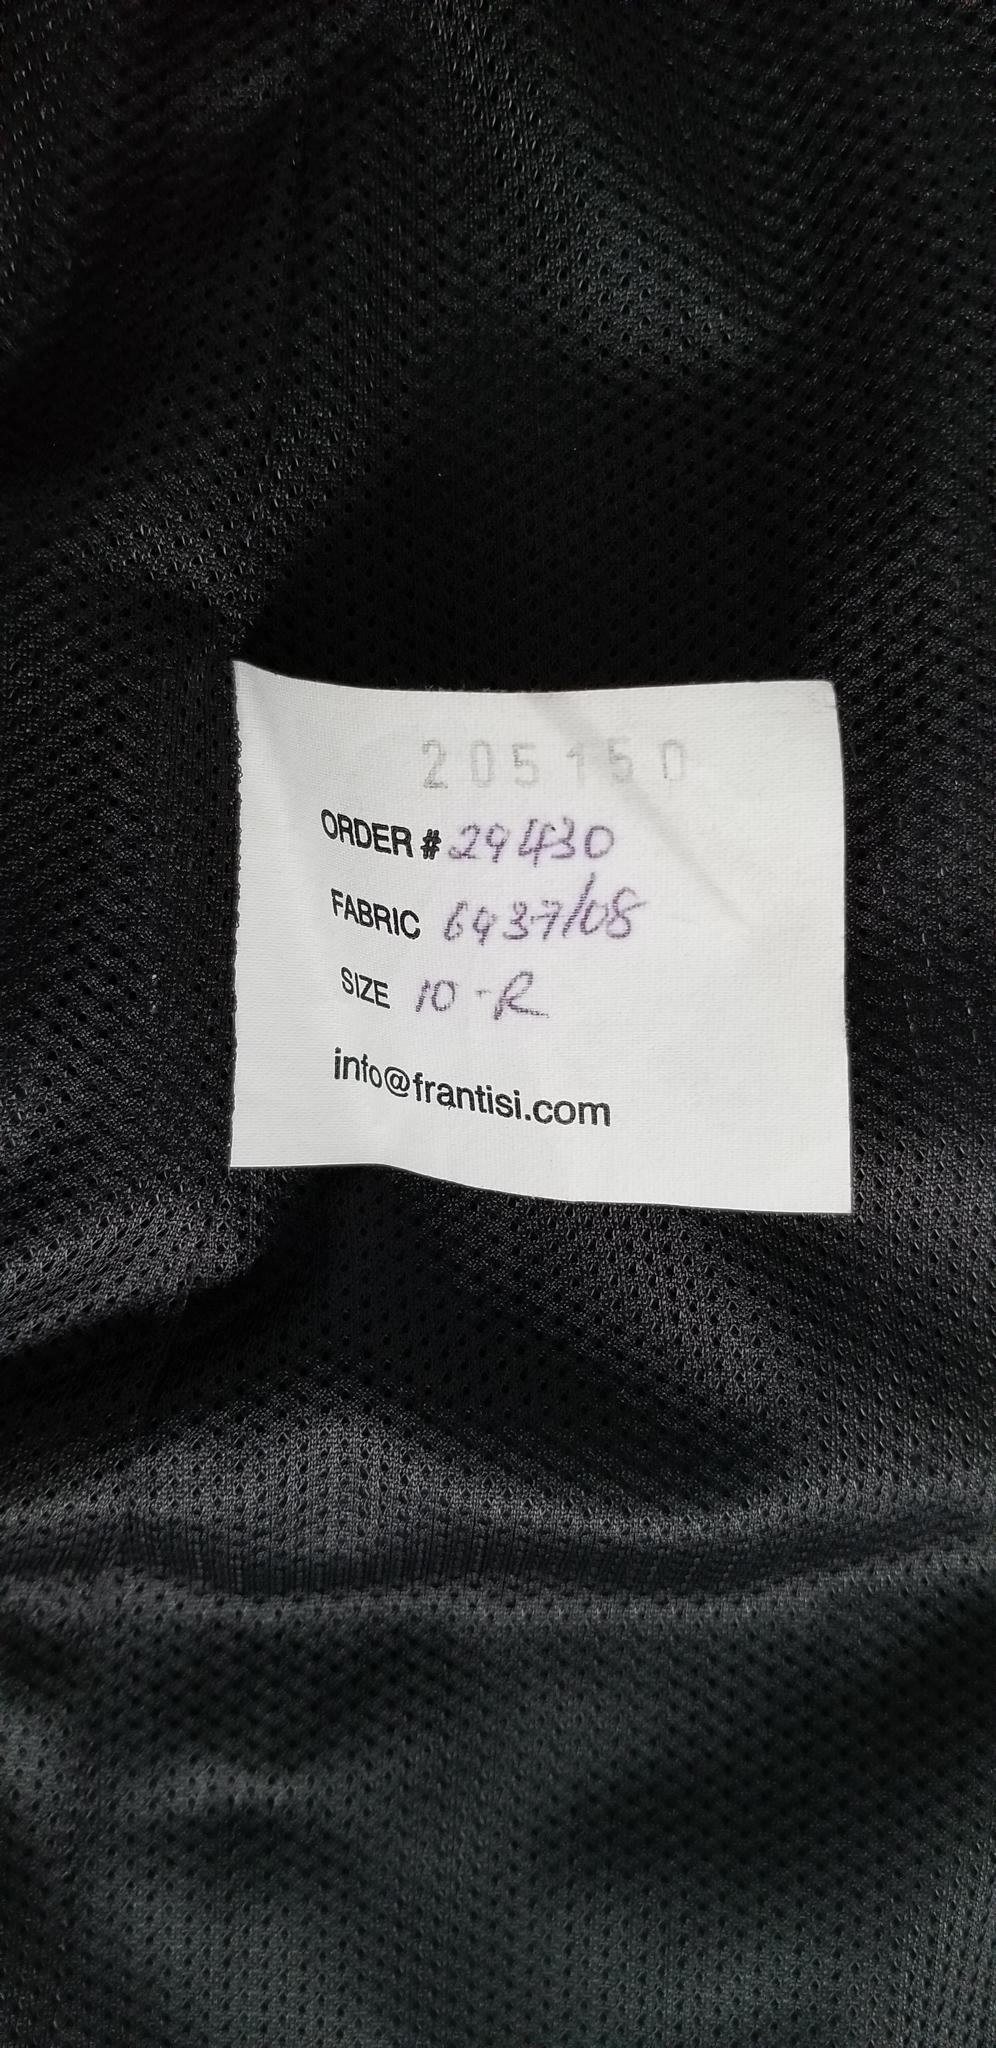 205150
ORDER # 29430
FABRIC 6937/08
SIZE 10-R
info@frantisi.com